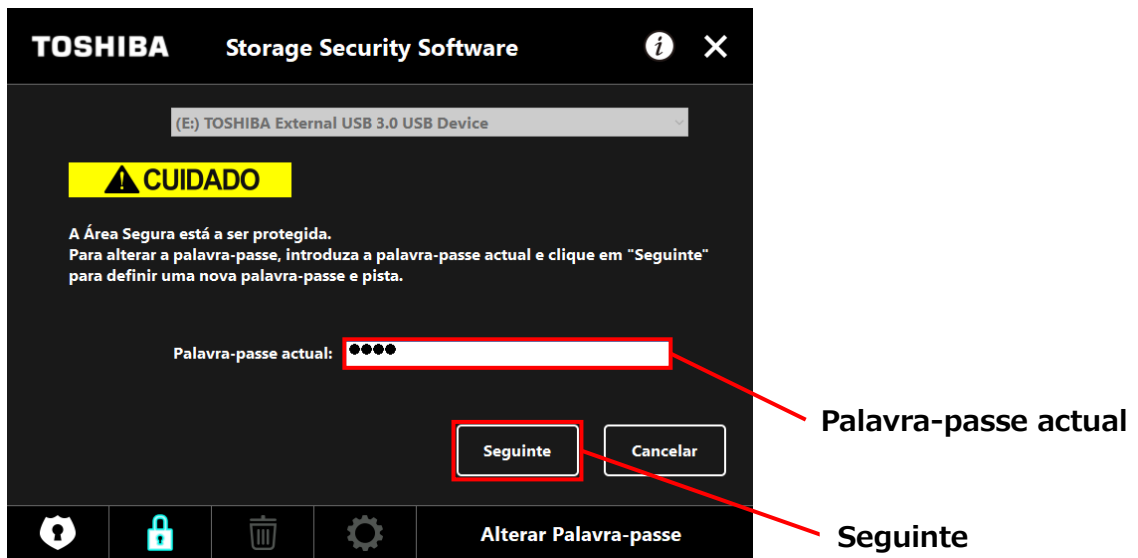 TOSHIBA Storage Security Software
(E:) TOSHIBA External USB 3.0 USB Device
CUIDADO
A Área Segura está a ser protegida.
Para alterar a palavra-passe, introduza a palavra-passe actual e clique em "Seguinte"
para definir uma nova palavra-passe e pista.
Palavra-passe actual: ●●●●
Palavra-passe actual
Seguinte Cancelar
Alterar Palavra-passe
Seguinte